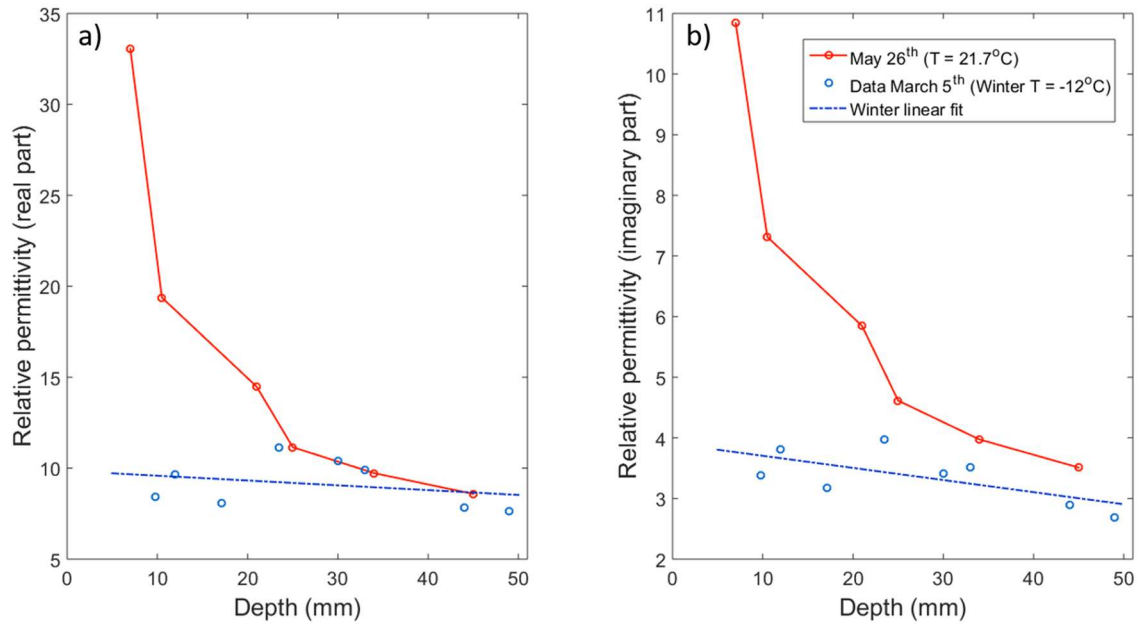 a)
Relative permittivity (real part)
35
30
25
20
15
10
5
0 10 20 30 40 50
Depth (mm)
b)
Relative permittivity (imaginary part)
11
10
9
8
7
6
5
4
3
2
0 10 20 30 40 50
Depth (mm)
May 26th (T = 21.7°C)
Data March 5th (Winter T = -12°C)
Winter linear fit